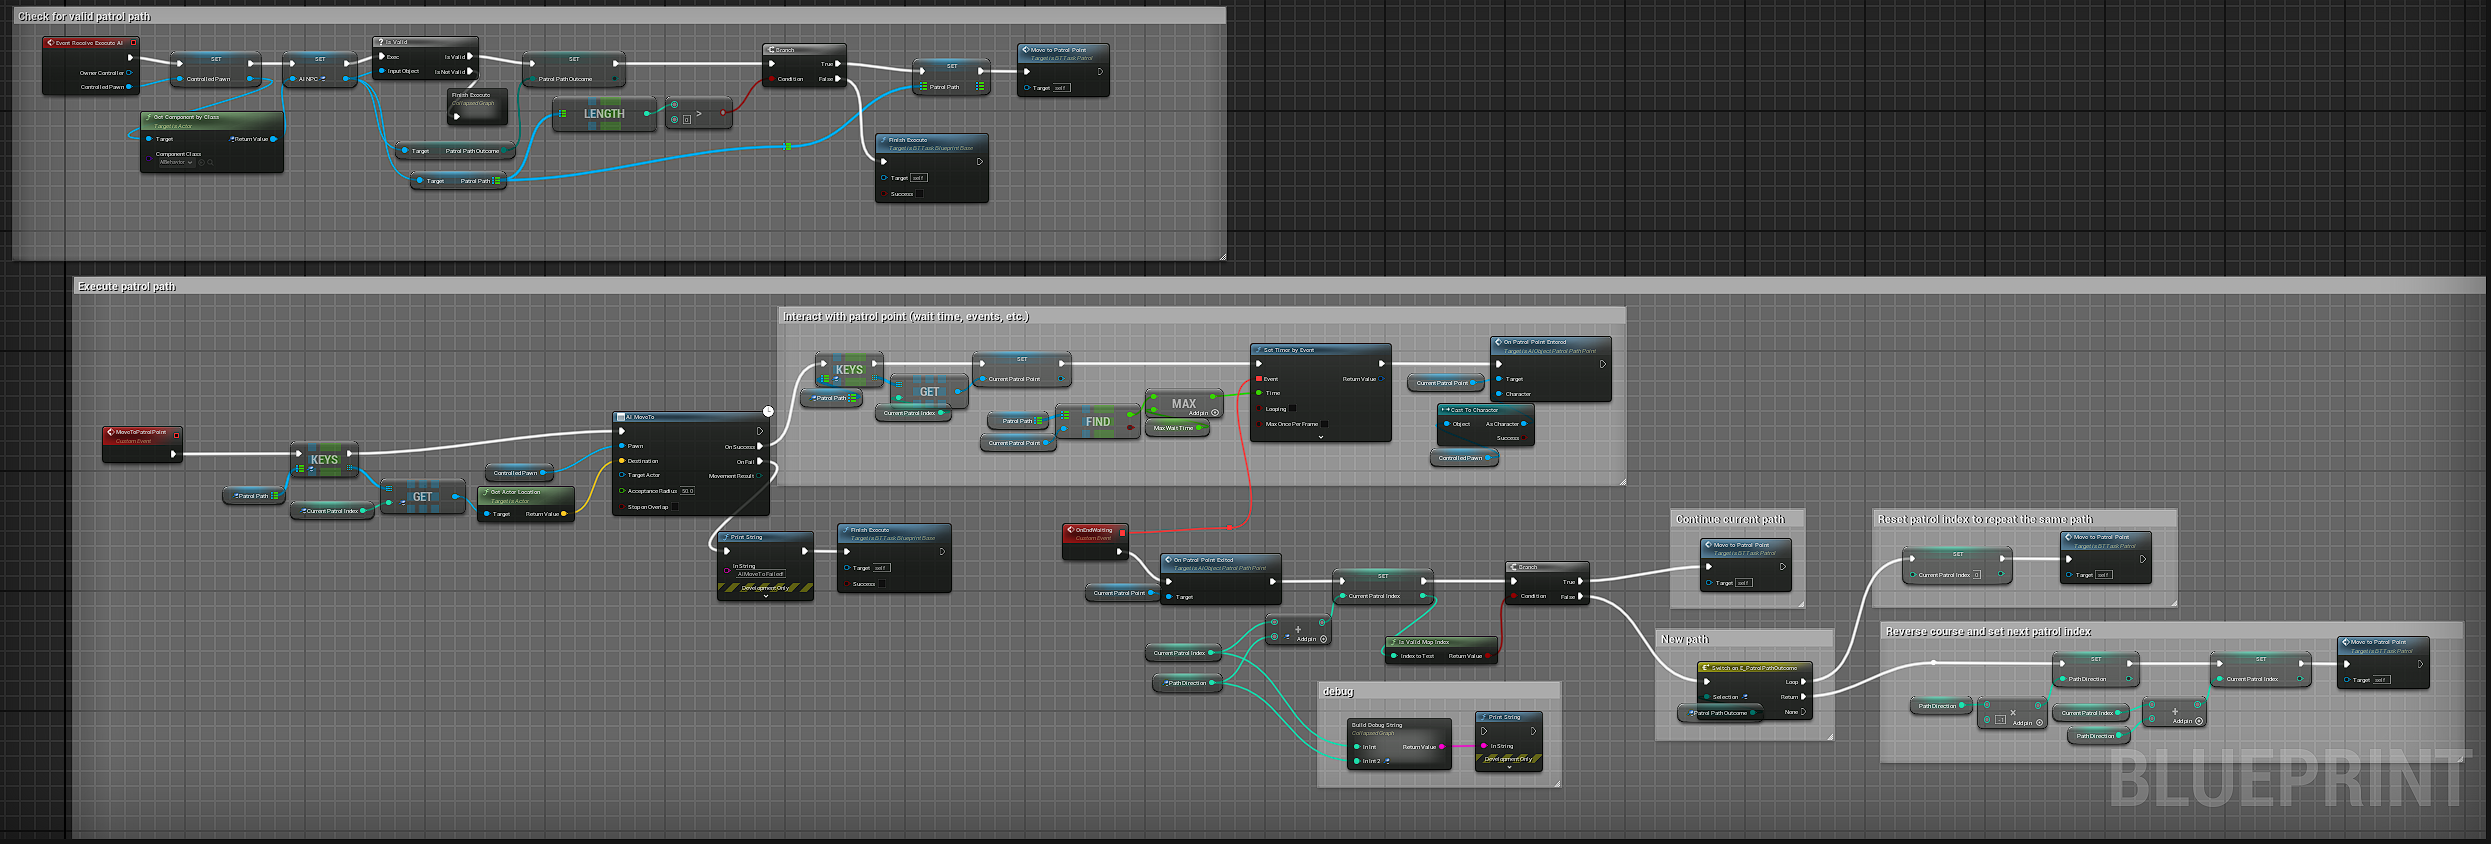 Check for valid patrol path
Event Receive Execute AI
Owner Controller
Controlled Pawn
SET
Controlled Pawn
SET
AI NPC
Is Valid
Exec
Is Valid
Input Object
Is Not Valid
SET
Patrol Path Outcome
Branch
True
Condition
False
SET
Patrol Path
Move to Patrol Point
Target is BT Task Patrol
Target
self
Finish Execute
Collapsed Graph
LENGTH
>
0
Get Component by Class
Target is Actor
Target
Return Value
Component Class
AIBehavior
Target
Patrol Path Outcome
Target
Patrol Path
Finish Execute
Target is BT Task Blueprint Base
Target
self
Success
Execute patrol path
Interact with patrol point (wait time, events, etc.)
KEYS
Patrol Path
GET
Current Patrol Index
SET
Current Patrol Point
Patrol Path
Current Patrol Point
FIND
MAX
Add pin
Max Wait Time
Set Timer by Event
Event
Return Value
Time
Looping
Max Once Per Frame
On Patrol Point Entered
Target is AIObject Patrol Path Point
Current Patrol Point
Target
Character
Cast To Character
Object
As Character
Success
Controlled Pawn
MoveToPatrolPoint
Custom Event
KEYS
Patrol Path
Current Patrol Index
GET
Controlled Pawn
Get Actor Location
Target is Actor
Target
Return Value
AI MoveTo
Pawn
On Success
Destination
On Fail
Target Actor
Movement Result
Acceptance Radius
50.0
Stop on Overlap
Print String
In String
AI MoveTo Failed!
Development Only
Finish Execute
Target is BT Task Blueprint Base
Target
self
Success
OnEndWaiting
Custom Event
On Patrol Point Exited
Target is AIObject Patrol Path Point
Current Patrol Point
Target
SET
Current Patrol Index
+
Add pin
Current Patrol Index
Path Direction
Is Valid Map Index
Index to Test
Return Value
Branch
True
Condition
False
Continue current path
Move to Patrol Point
Target is BT Task Patrol
Target
self
Reset patrol index to repeat the same path
SET
Current Patrol Index
0
Move to Patrol Point
Target is BT Task Patrol
Target
self
New path
Switch on E_PatrolPathOutcome
Loop
Selection
Return
Patrol Path Outcome
None
Reverse course and set next patrol index
SET
Path Direction
SET
Current Patrol Index
Move to Patrol Point
Target is BT Task Patrol
Target
self
Path Direction
x
-1
Add pin
Current Patrol Index
Path Direction
+
Add pin
debug
Build Debug String
Collapsed Graph
In Int
Return Value
In Int 2
Print String
In String
Development Only
BLUEPRINT